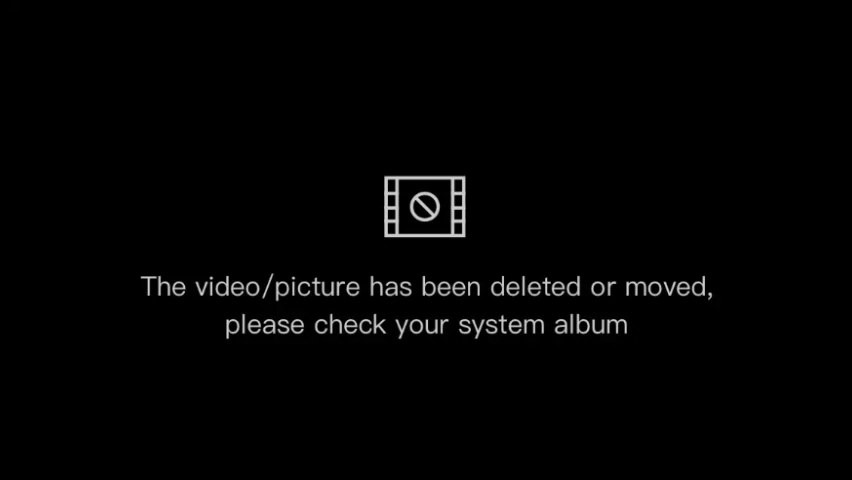 The video/picture has been deleted or moved,
please check your system album